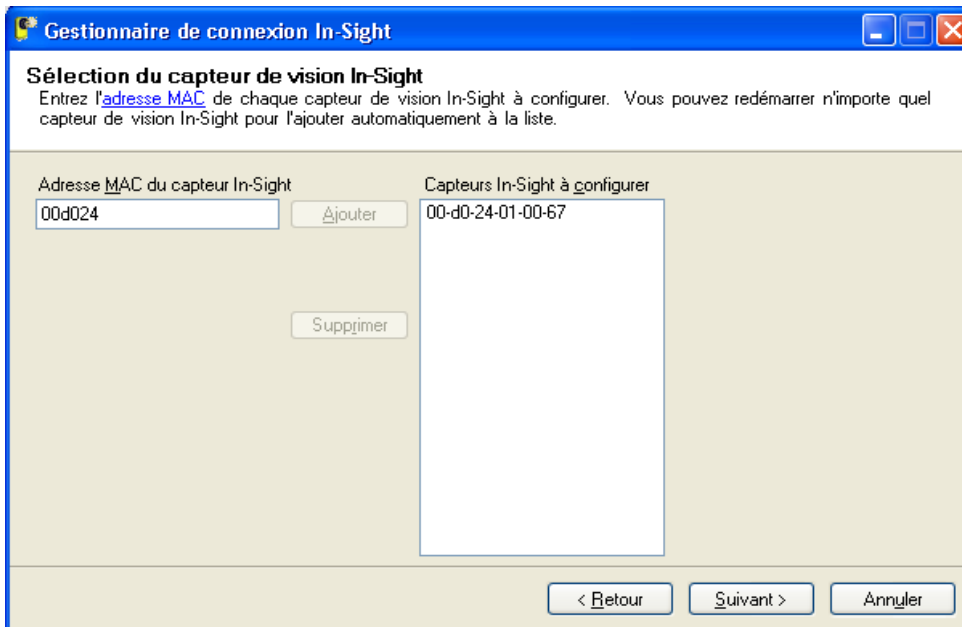 Gestionnaire de connexion In-Sight
Sélection du capteur de vision In-Sight
Entrez l'adresse MAC de chaque capteur de vision In-Sight à configurer. Vous pouvez redémarrer n'importe quel
capteur de vision In-Sight pour l'ajouter automatiquement à la liste.
Adresse MAC du capteur In-Sight
00d024
Ajouter
Supprimer
Capteurs In-Sight à configurer
00-d0-24-01-00-67
< Retour
Suivant >
Annuler